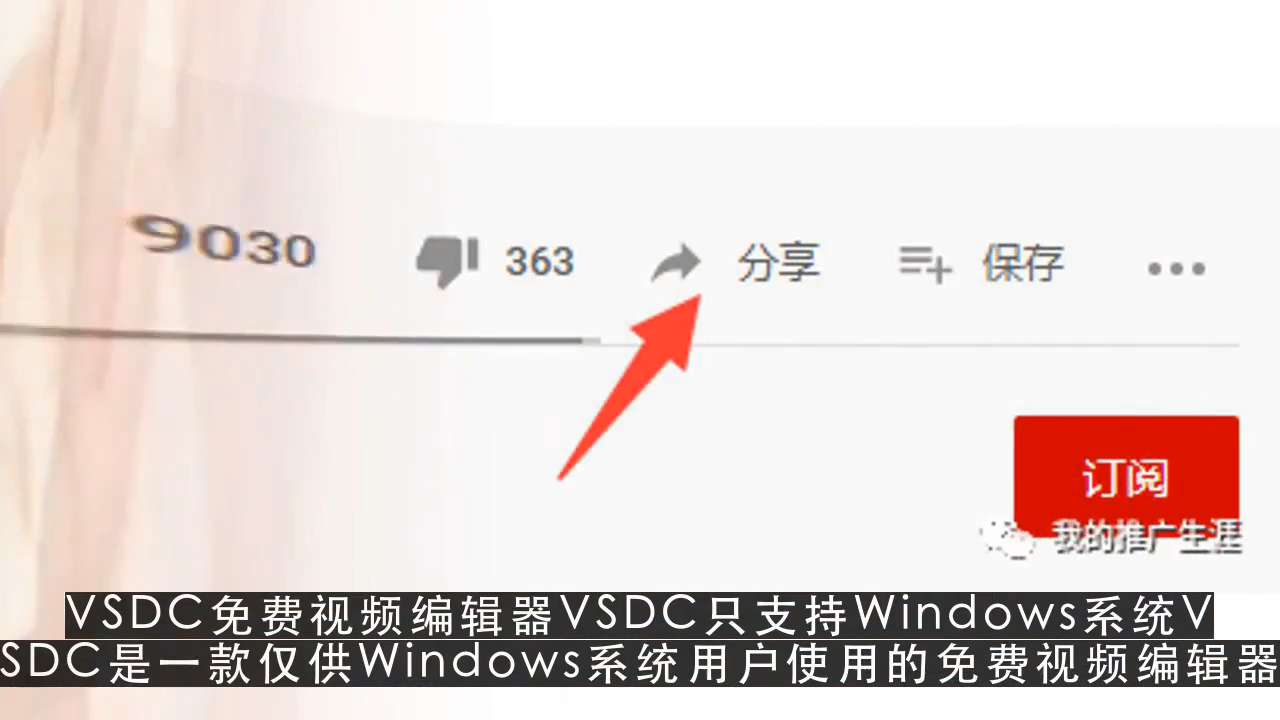 9030 363 分享 保存
订阅
我的推广生涯
VSDC免费视频编辑器VSDC只支持Windows系统V
SDC是一款仅供Windows系统用户使用的免费视频编辑器